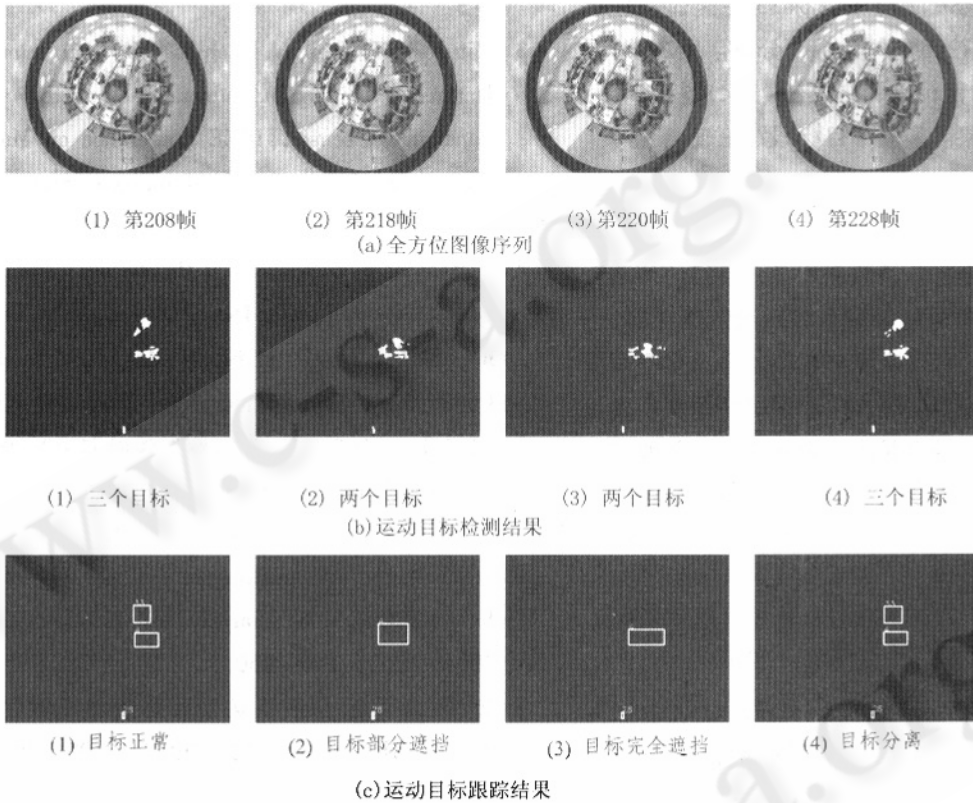 (1) 第208帧
(2) 第218帧
(3) 第220帧
(4) 第228帧
(a) 全方位图像序列
(1) 三个目标
(2) 两个目标
(3) 两个目标
(4) 三个目标
(b) 运动目标检测结果
(1) 目标正常
(2) 目标部分遮挡
(3) 目标完全遮挡
(4) 目标分离
(c) 运动目标跟踪结果
www.c-s-a.org.